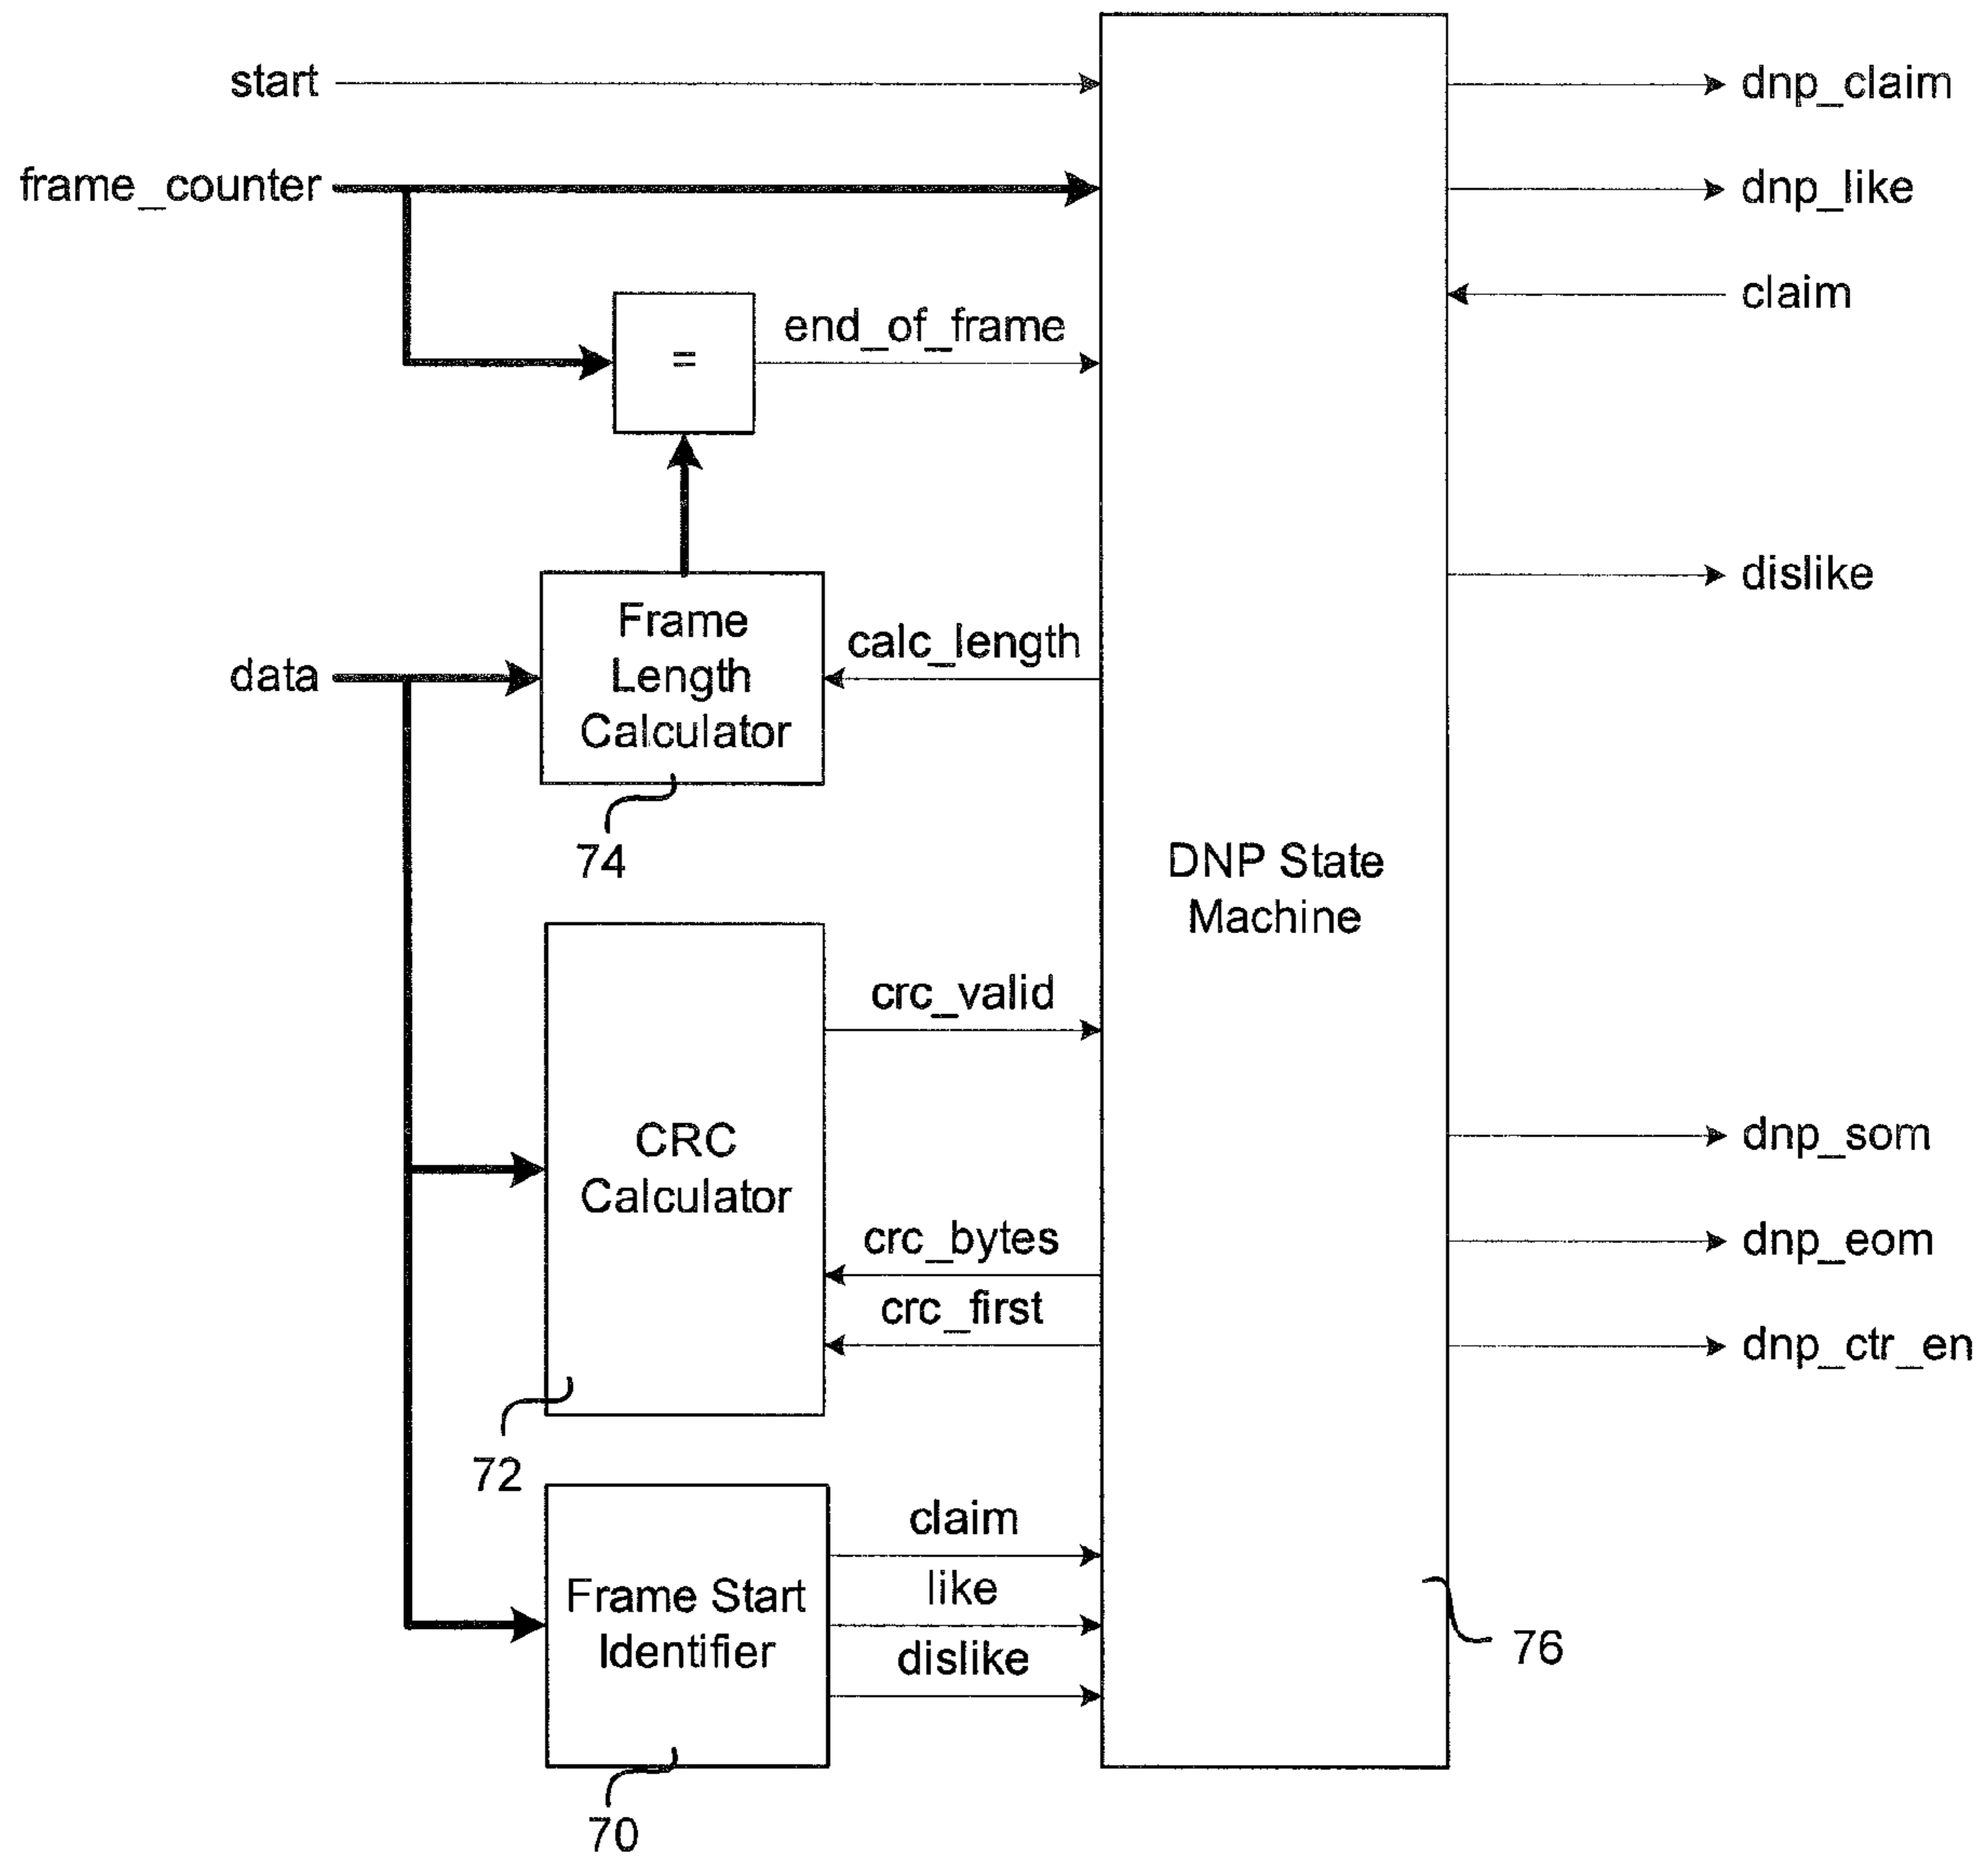 start
dnp_claim
frame_counter
dnp_like
claim
end_of_frame
=
dislike
Frame
Length
Calculator
calc_length
data
74
DNP State
Machine
crc_valid
CRC
Calculator
dnp_som
crc_bytes
dnp_eom
crc_first
dnp_ctr_en
72
claim
like
dislike
Frame Start
Identifier
76
70